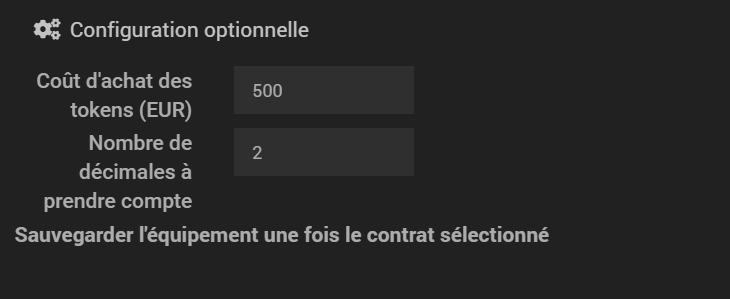 Configuration optionnelle
Coût d'achat des
tokens (EUR)
500
Nombre de
décimales à
prendre compte
2
Sauvegarder l'équipement une fois le contrat sélectionné